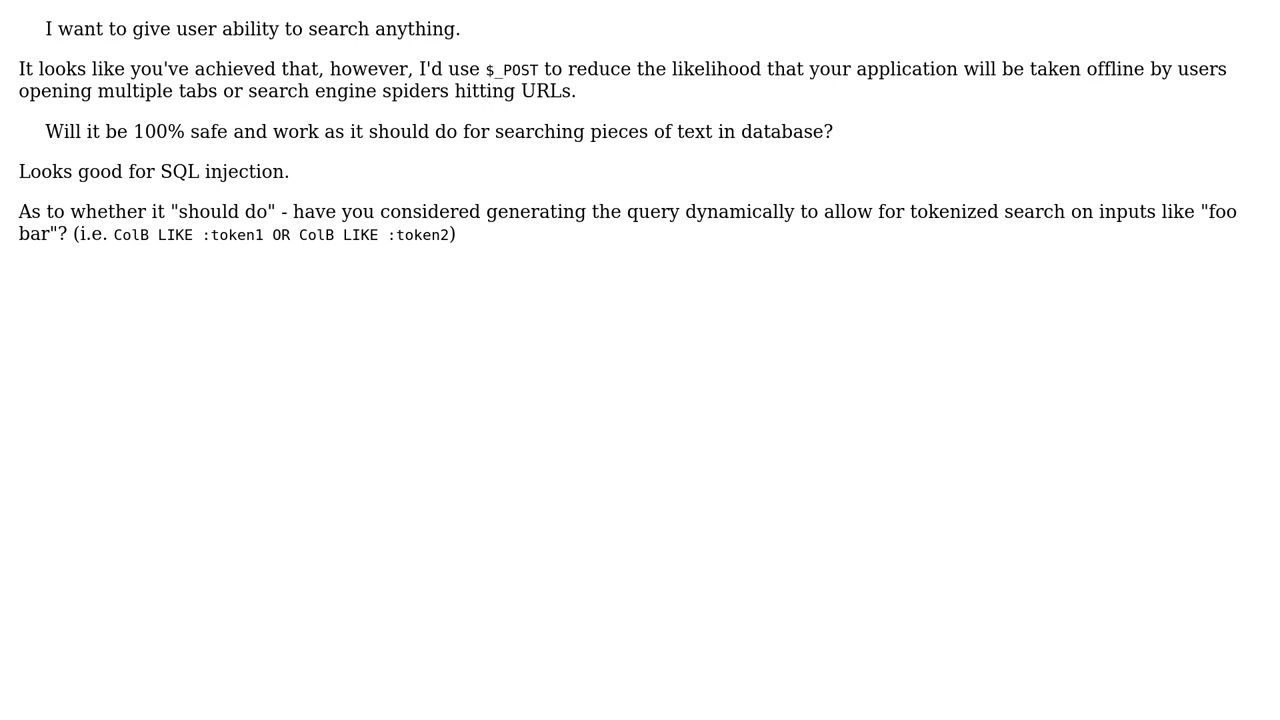 I want to give user ability to search anything.
It looks like you've achieved that, however, I'd use $_POST to reduce the likelihood that your application will be taken offline by users
opening multiple tabs or search engine spiders hitting URLs.
Will it be 100% safe and work as it should do for searching pieces of text in database?
Looks good for SQL injection.
As to whether it "should do" - have you considered generating the query dynamically to allow for tokenized search on inputs like "foo
bar"? (i.e. ColB LIKE :token1 OR ColB LIKE :token2)